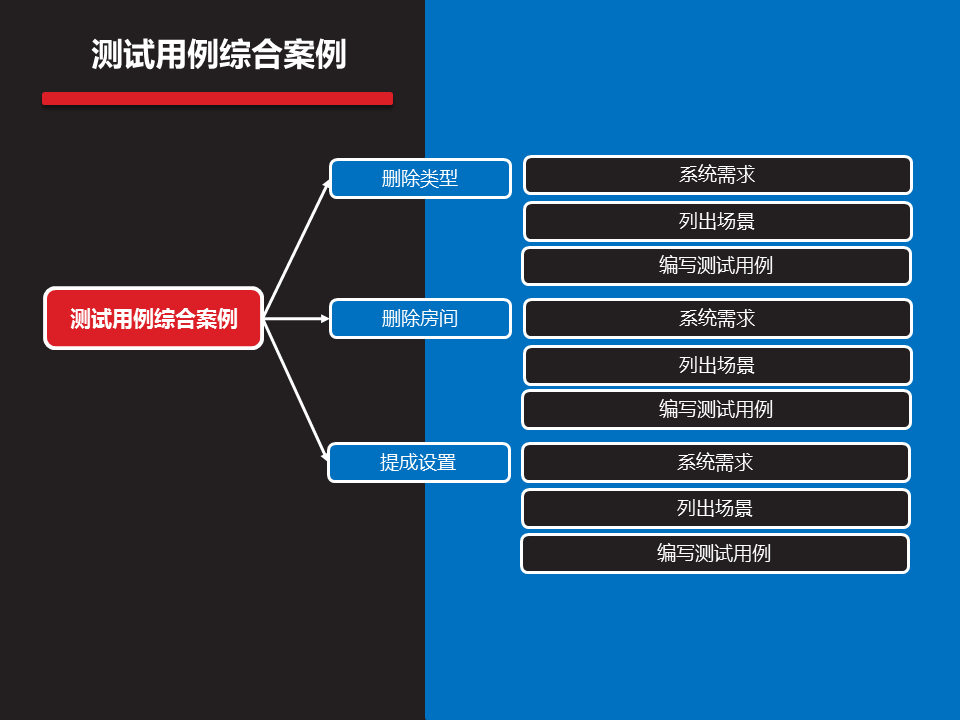 测试用例综合案例
删除类型
系统需求
列出场景
编写测试用例
测试用例综合案例
删除房间
系统需求
列出场景
编写测试用例
提成设置
系统需求
列出场景
编写测试用例